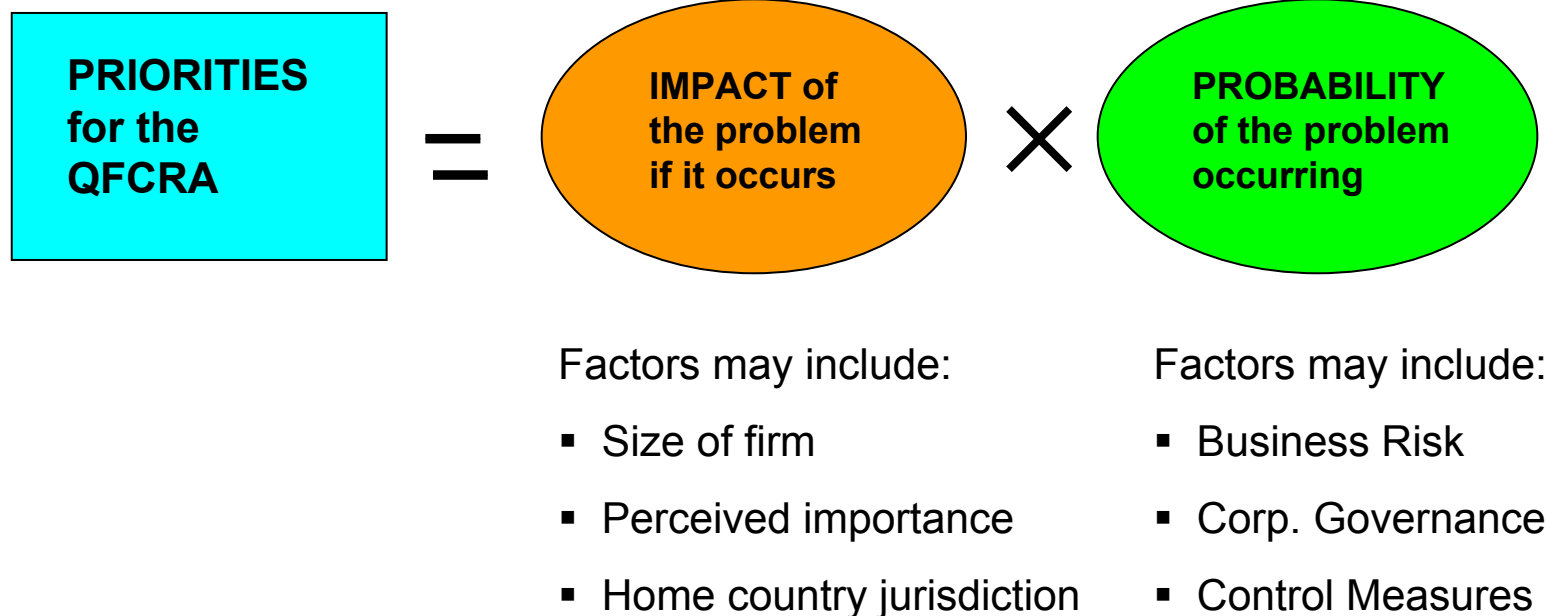 PRIORITIES
for the
QFCRA
=
IMPACT of
the problem
if it occurs
×
PROBABILITY
of the problem
occurring
Factors may include:
▪ Size of firm
▪ Perceived importance
▪ Home country jurisdiction
Factors may include:
▪ Business Risk
▪ Corp. Governance
▪ Control Measures